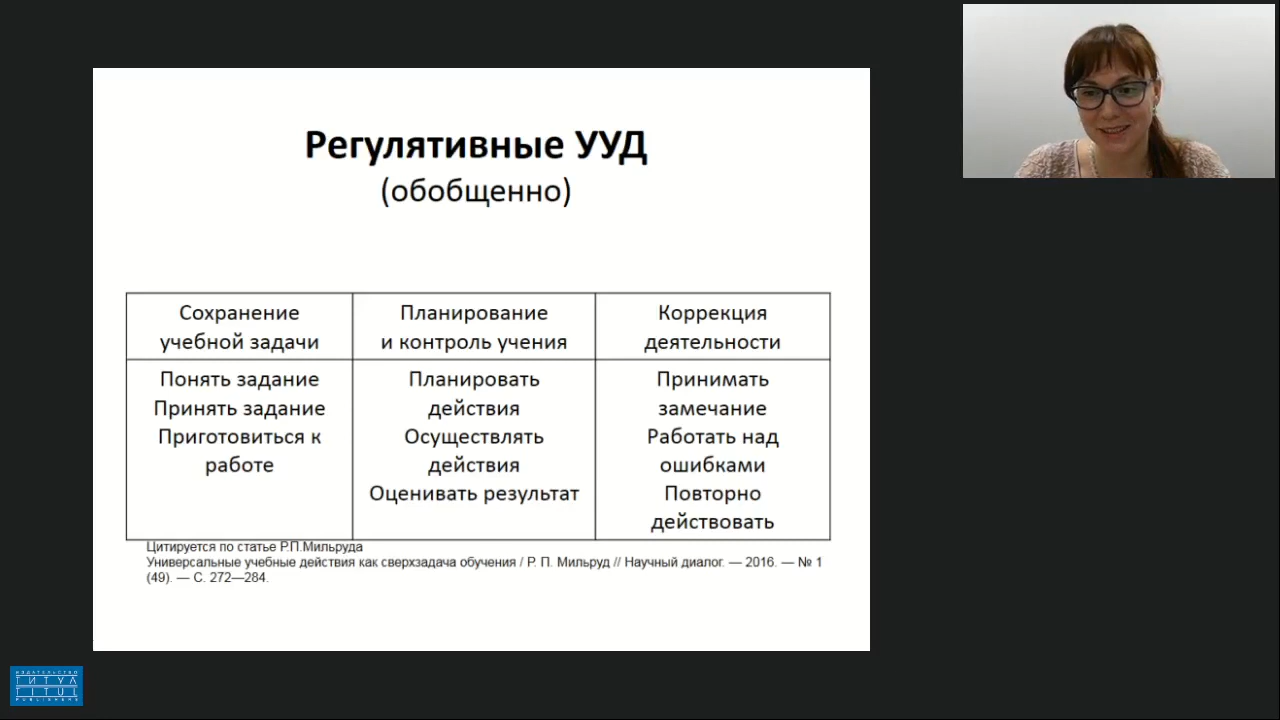 Регулятивные УУД
(обобщенно)
Сохранение
учебной задачи
Планирование
и контроль учения
Коррекция
деятельности
Понять задание
Принять задание
Приготовиться к
работе
Планировать
действия
Осуществлять
действия
Оценивать результат
Принимать
замечание
Работать над
ошибками
Повторно
действовать
Цитируется по статье Р.П.Мильруда
Универсальные учебные действия как сверхзадача обучения / Р. П. Мильруд // Научный диалог. — 2016. — № 1
(49). — С. 272—284.
ИЗДАТЕЛЬСТВО
ТИТУЛ
TITUL
PUBLISHERS